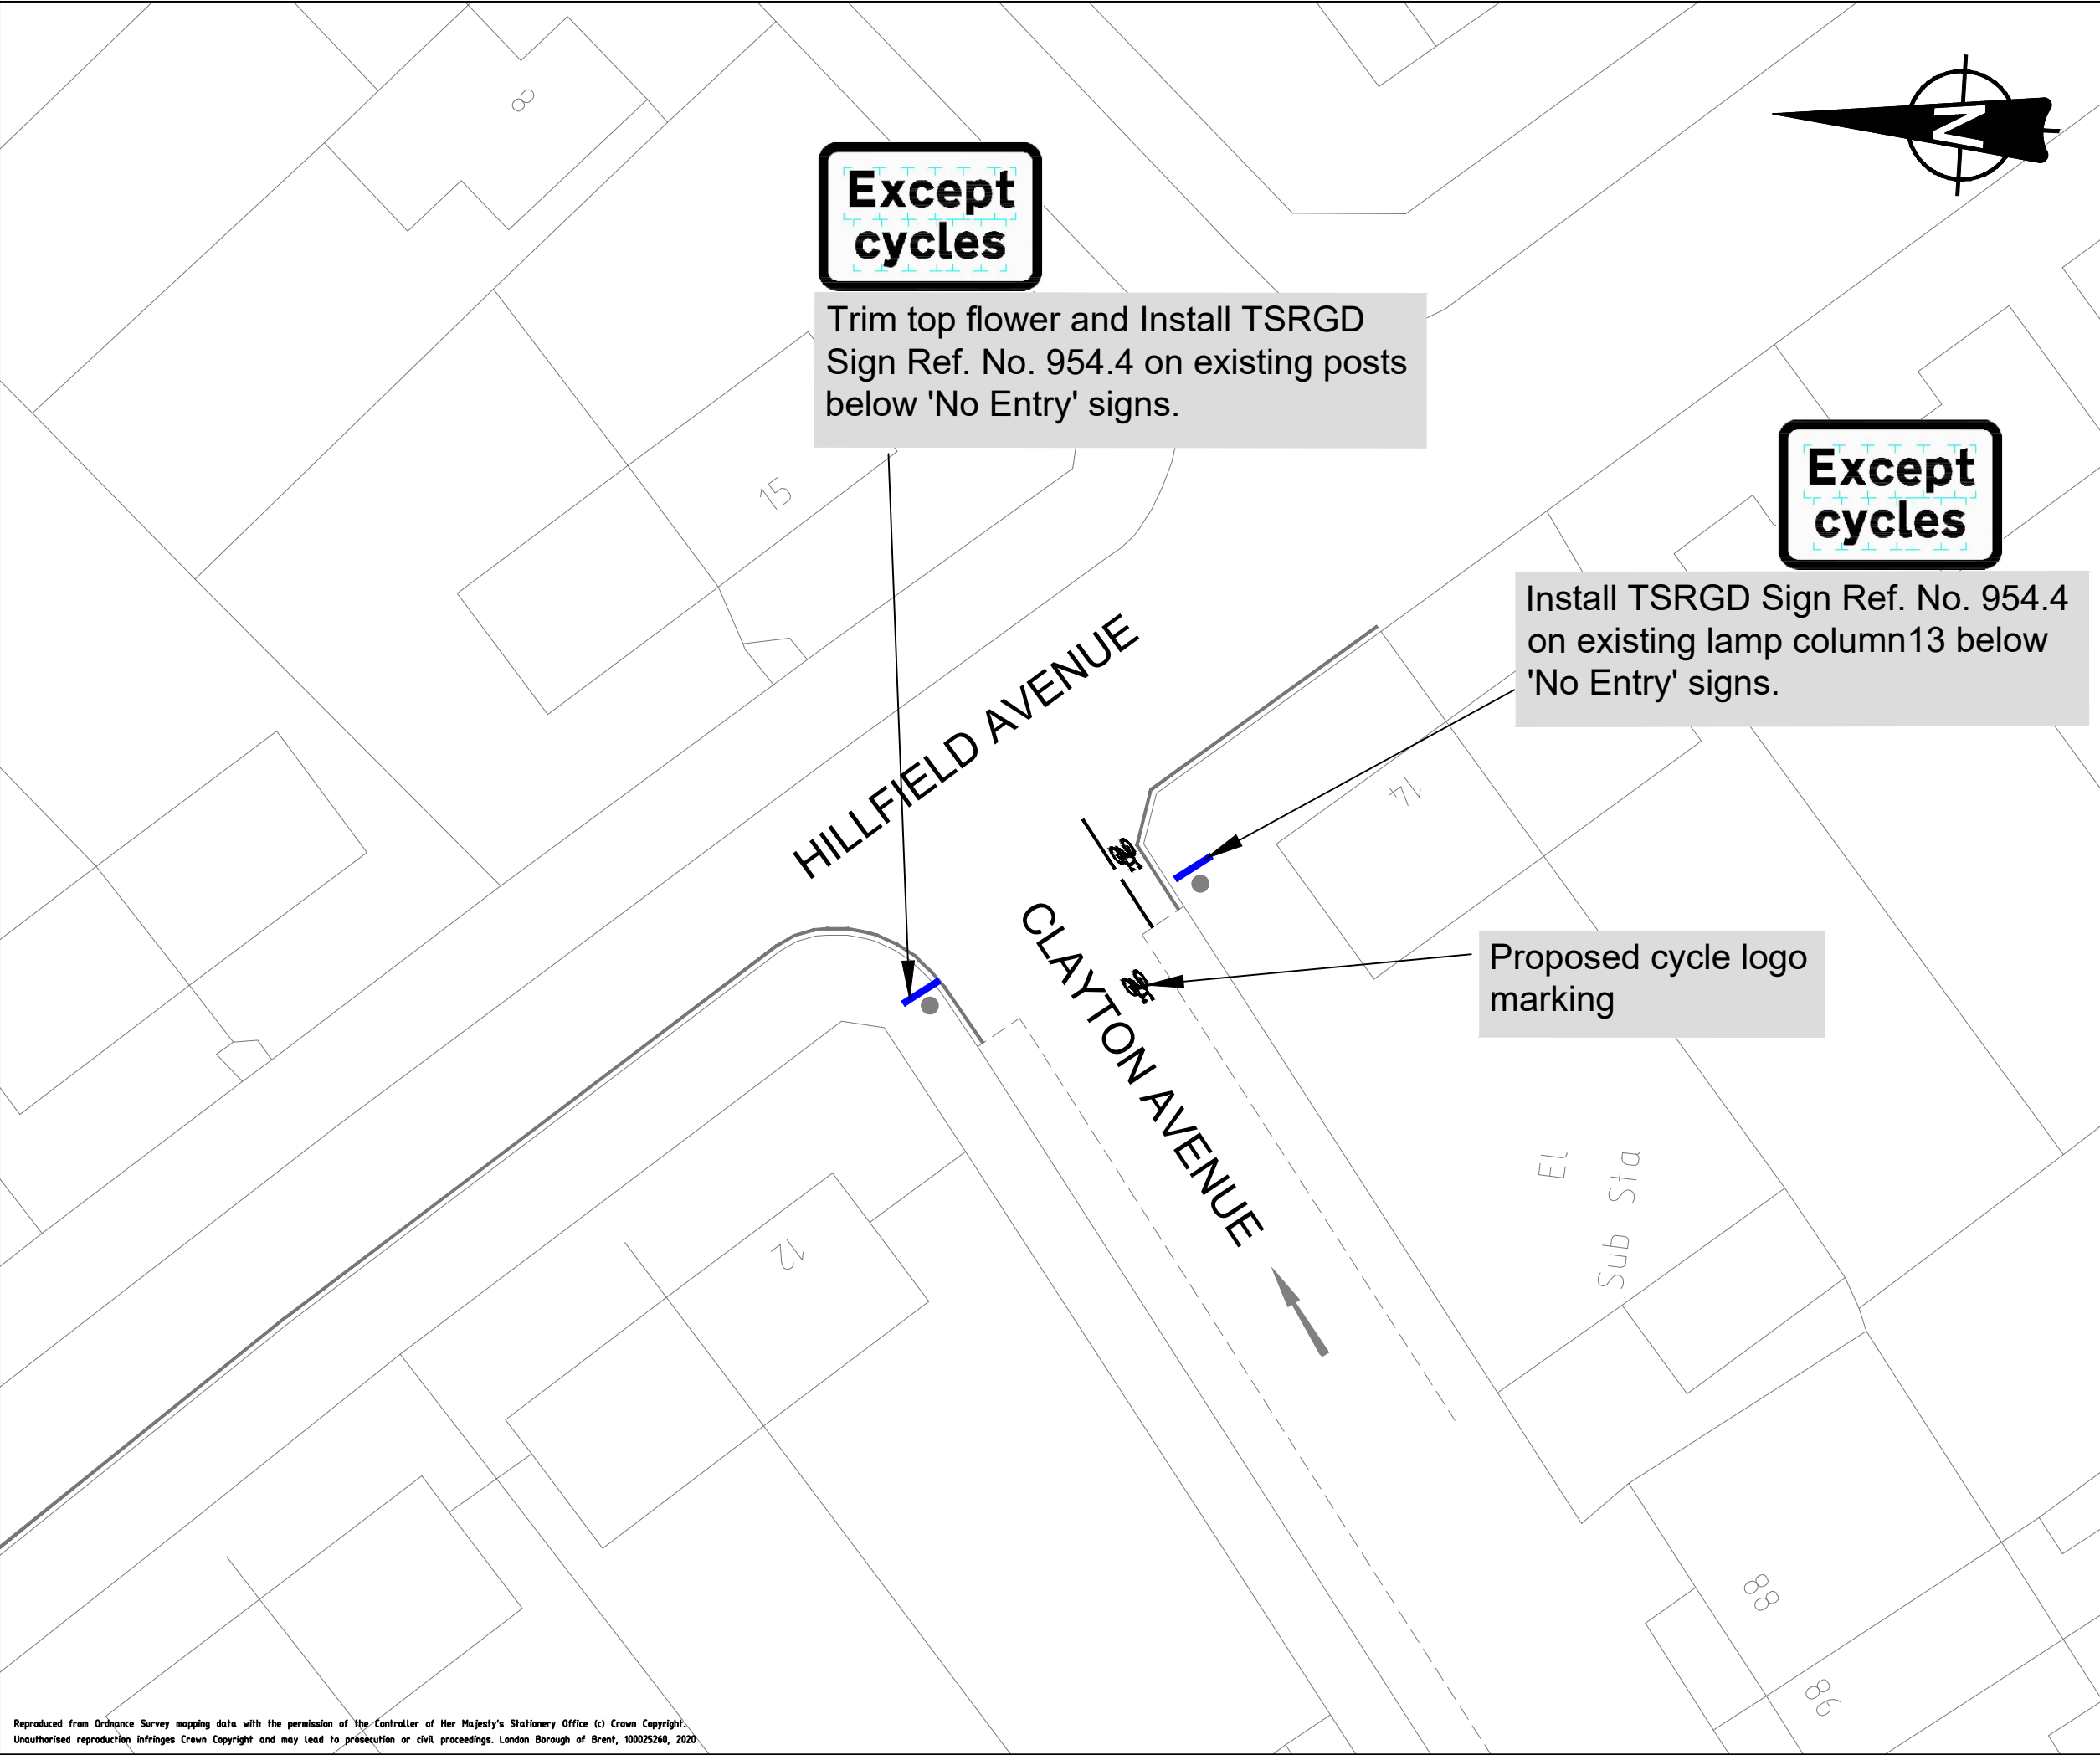 8
N
Except
cycles
Trim top flower and Install TSRGD
Sign Ref. No. 954.4 on existing posts
below 'No Entry' signs.
Except
cycles
15
Install TSRGD Sign Ref. No. 954.4
on existing lamp column13 below
'No Entry' signs.
HILLFIELD AVENUE
14
CLAYTON AVENUE
Proposed cycle logo
marking
El
Sub Sta
12
88
86
Reproduced from Ordnance Survey mapping data with the permission of the Controller of Her Majesty's Stationery Office (c) Crown Copyright.
Unauthorised reproduction infringes Crown Copyright and may lead to prosecution or civil proceedings. London Borough of Brent, 100025260, 2020